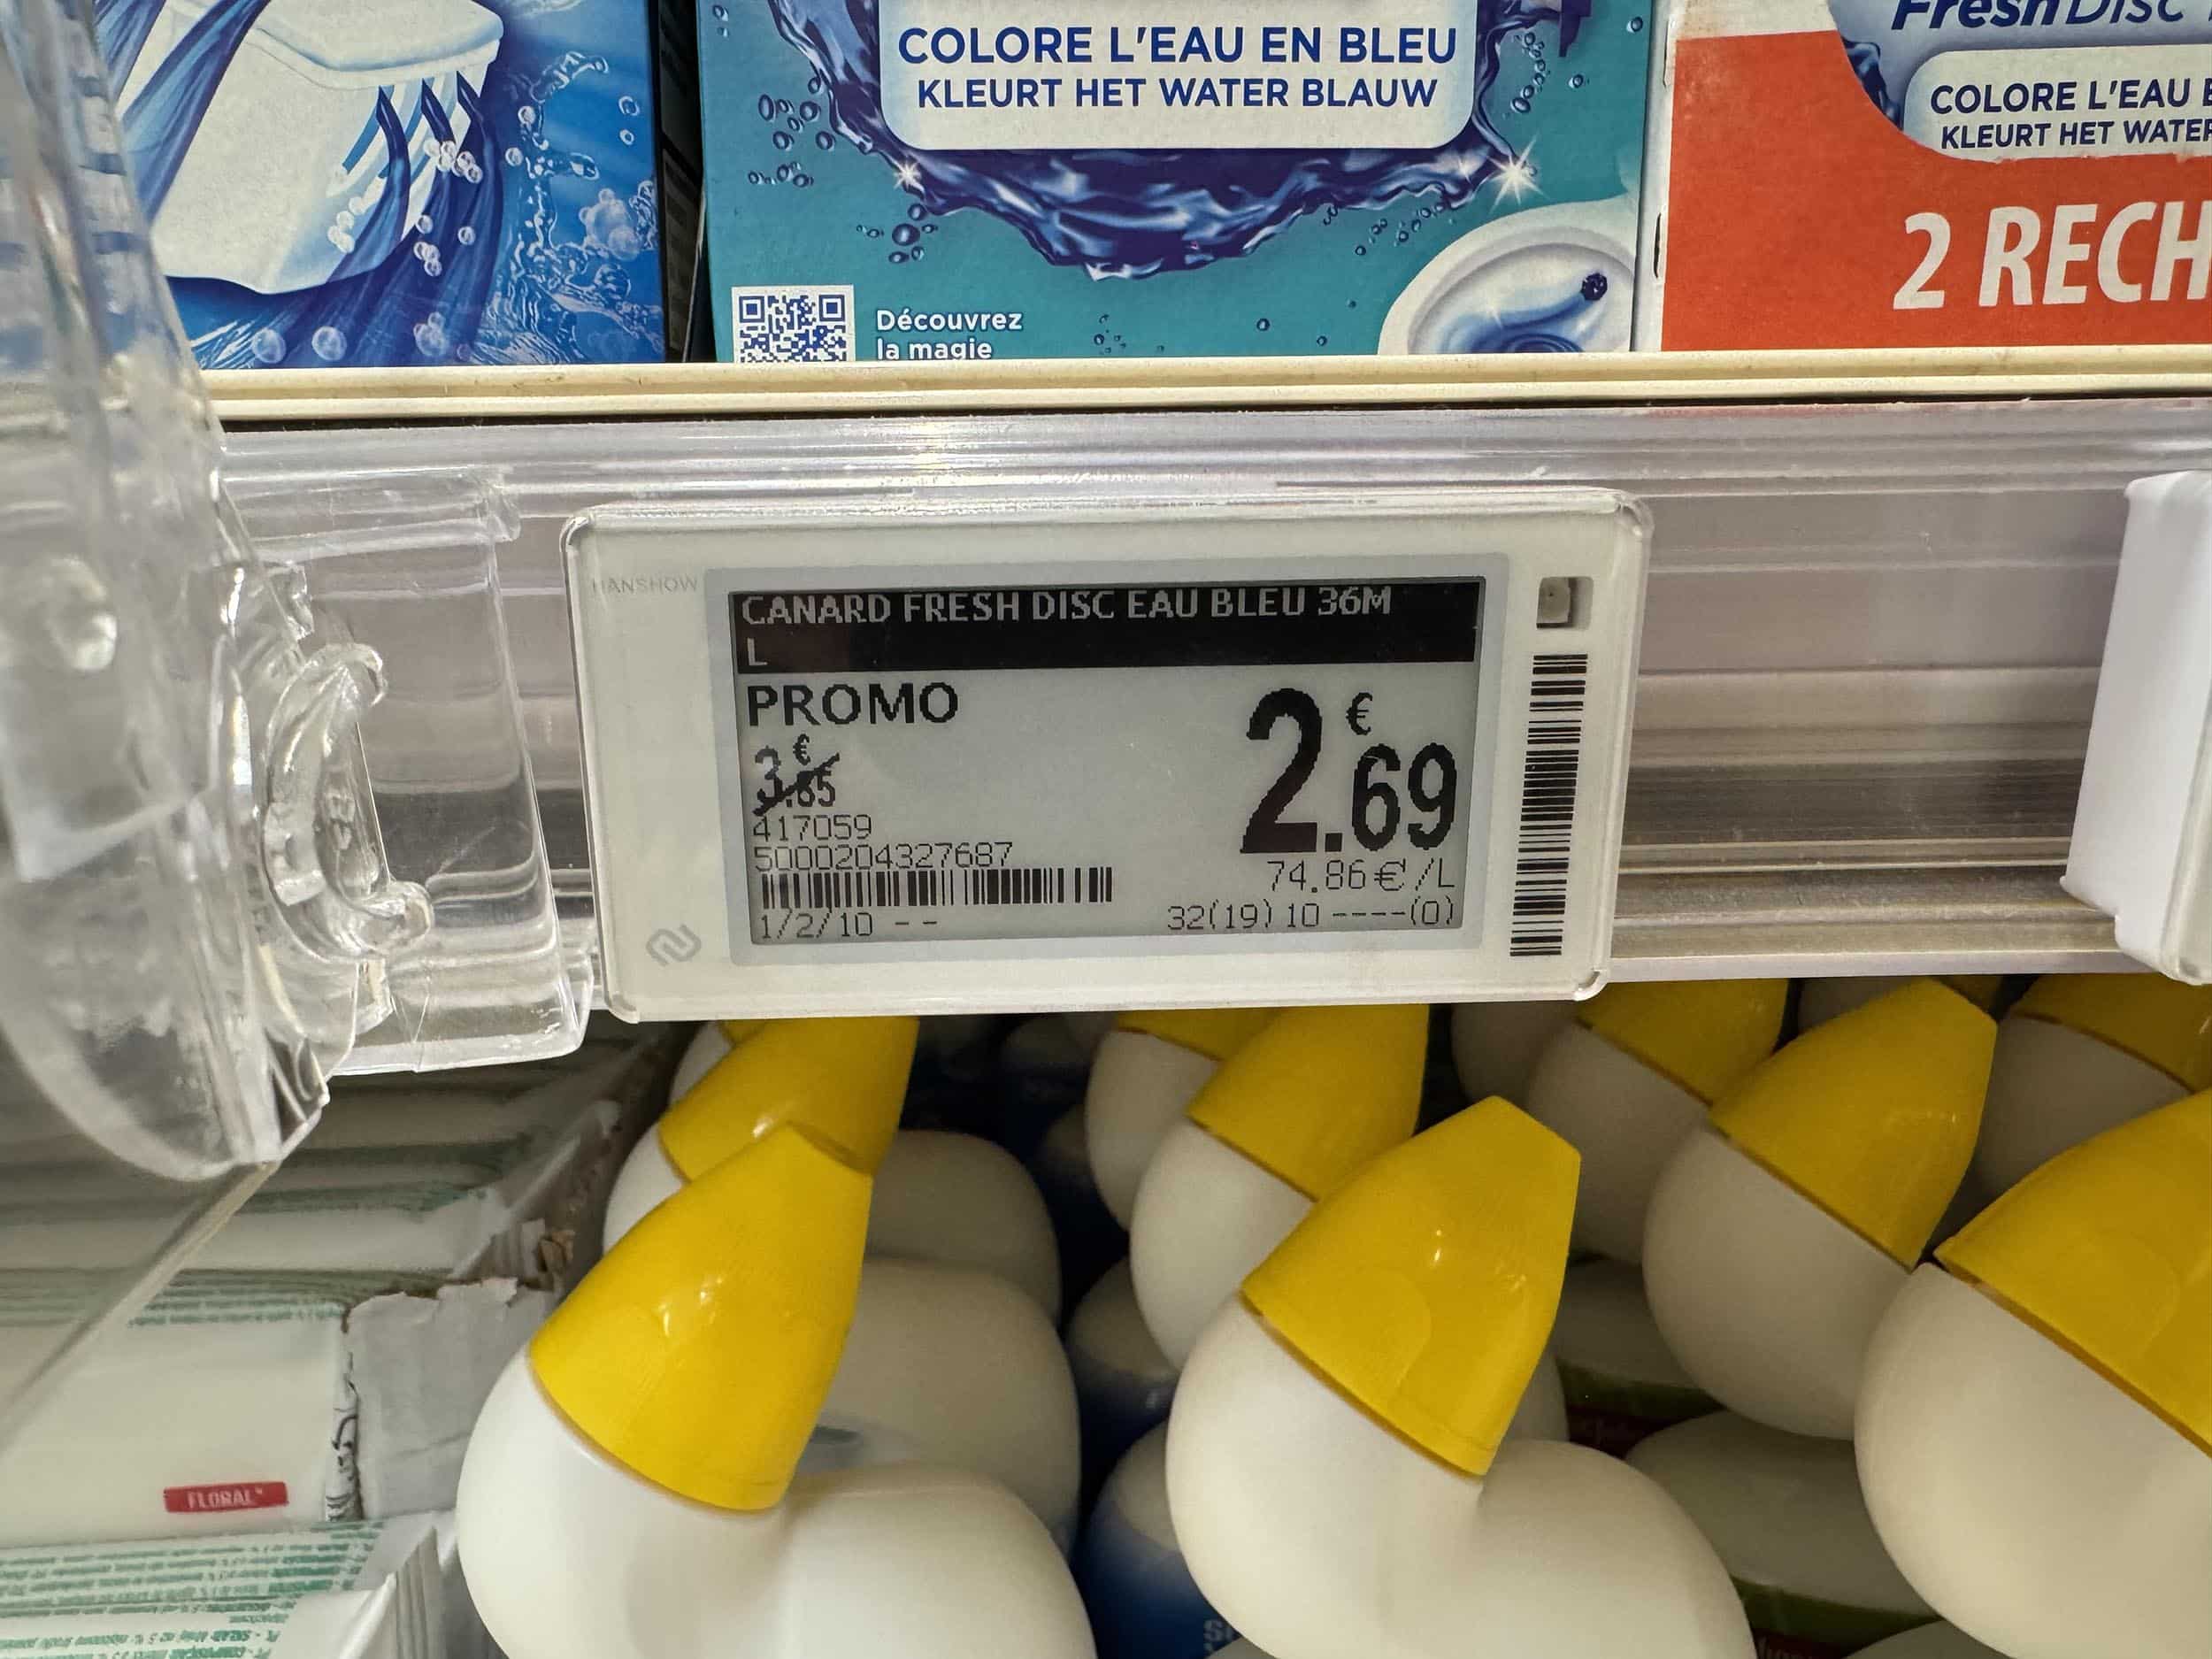 COLORE L'EAU EN BLEU
KLEURT HET WATER BLAUW
Découvrez
la magie
FreshDisc
COLORE L'EAU
KLEURT HET WATER
2 RECH
HANSHOW
CANARD FRESH DISC EAU BLEU 36M
L
PROMO
3.€85
2.€69
417059
5000204327687
74.86€/L
1/2/10 - -
32(19)10 ----(0)
FLORAL